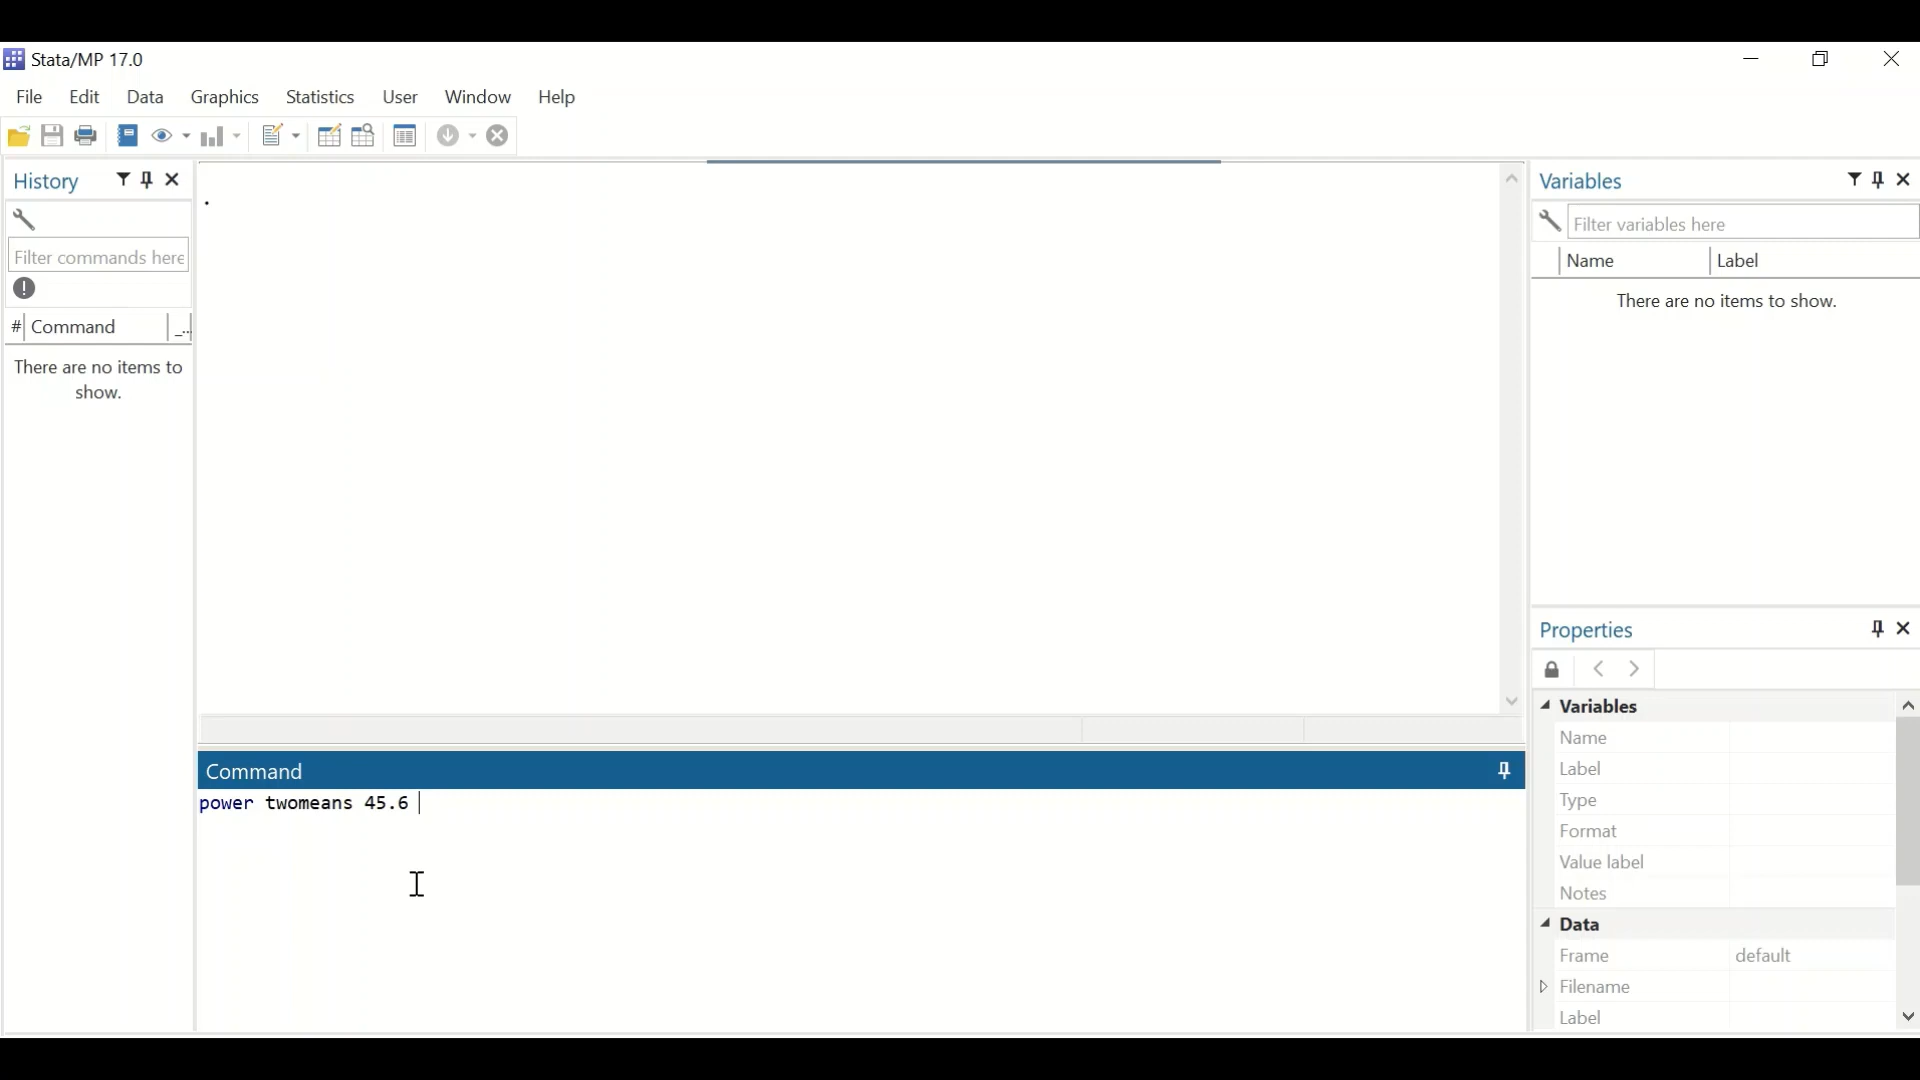 Stata/MP 17.0
File Edit Data Graphics Statistics User Window Help
History
Filter commands here
# Command _...
There are no items to
show.
.
Command
power twomeans 45.6
Variables
Filter variables here
Name Label
There are no items to show.
Properties
Variables
Name
Label
Type
Format
Value label
Notes
Data
Frame default
Filename
Label